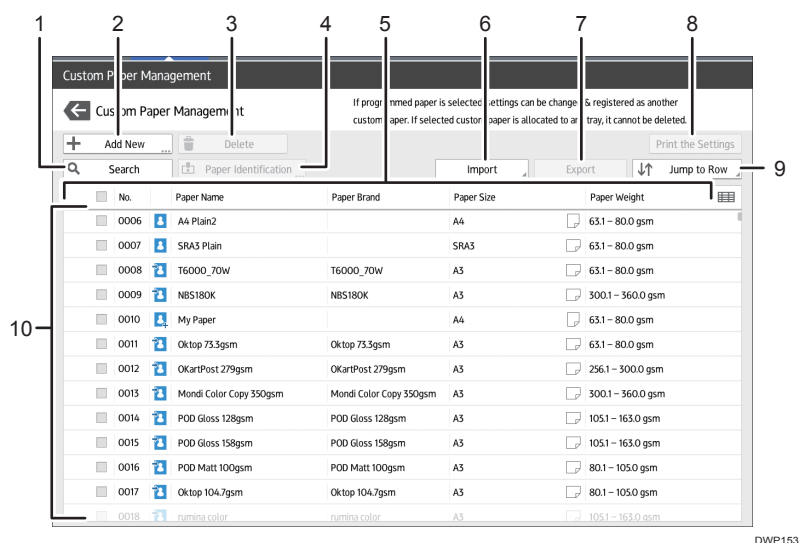 1 2 3 4 5 6 7 8
Custom Paper Management
Custom Paper Management
If programmed paper is selected, settings can be changed & registered as another
custom paper. If selected custom paper is allocated to any tray, it cannot be deleted.
Add New ... Delete Print the Settings
Search Paper Identification ... Import Export Jump to Row 9
No. Paper Name Paper Brand Paper Size Paper Weight
0006 A4 Plain2 A4 63.1 – 80.0 gsm
0007 SRA3 Plain SRA3 63.1 – 80.0 gsm
0008 T6000_70W T6000_70W A3 63.1 – 80.0 gsm
0009 NBS180K NBS180K A3 300.1 – 360.0 gsm
10 0010 My Paper A4 63.1 – 80.0 gsm
0011 Oktop 73.3gsm Oktop 73.3gsm A3 63.1 – 80.0 gsm
0012 OKartPost 279gsm OKartPost 279gsm A3 256.1 – 300.0 gsm
0013 Mondi Color Copy 350gsm Mondi Color Copy 350gsm A3 300.1 – 360.0 gsm
0014 POD Gloss 128gsm POD Gloss 128gsm A3 105.1 – 163.0 gsm
0015 POD Gloss 158gsm POD Gloss 158gsm A3 105.1 – 163.0 gsm
0016 POD Matt 100gsm POD Matt 100gsm A3 80.1 – 105.0 gsm
0017 Oktop 104.7gsm Oktop 104.7gsm A3 80.1 – 105.0 gsm
0018 rumina color rumina color A3 105.1 – 163.0 gsm
DWP153